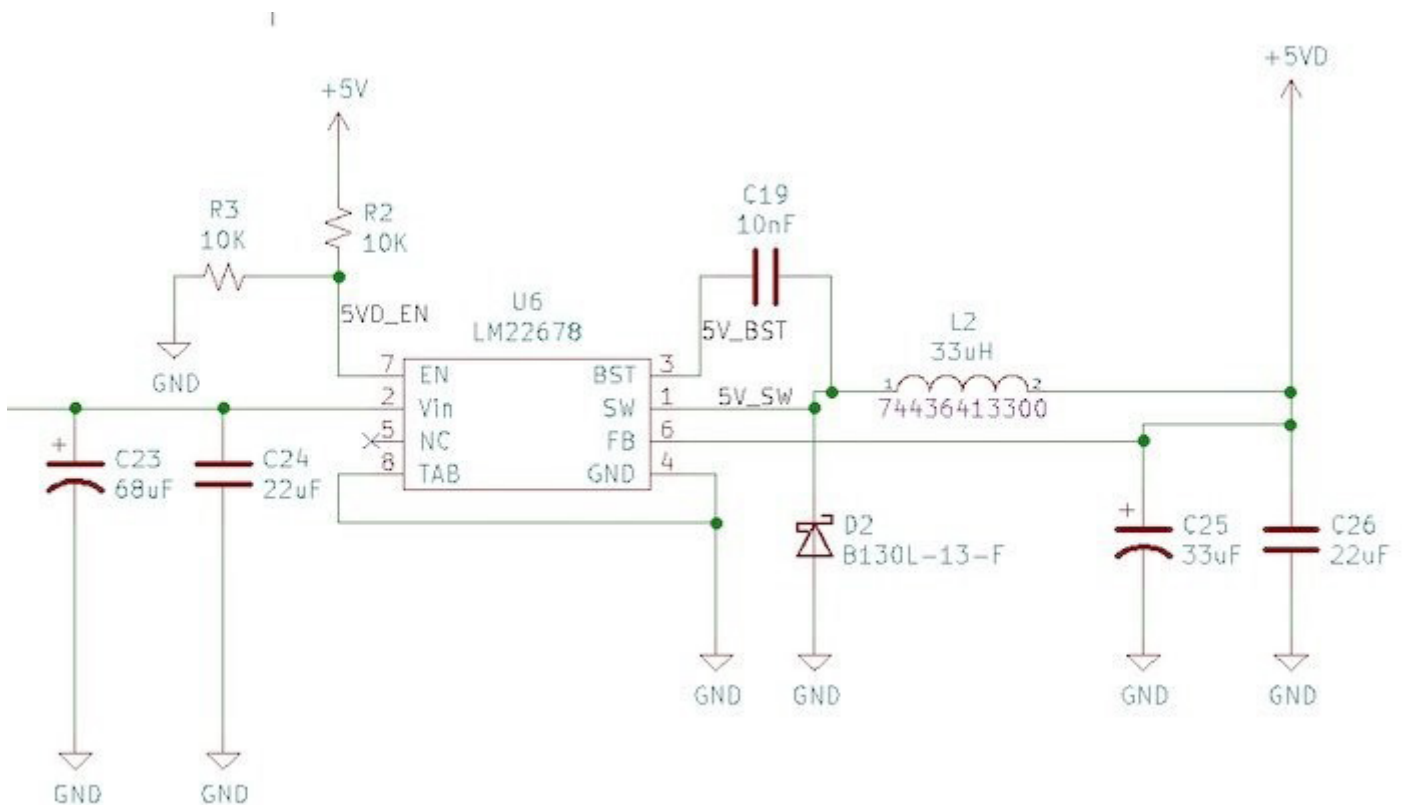 +5VD
+5V
C19
10nF
R3
10K
R2
10K
5VD_EN
U6
LM22678
5V_BST
L2
33uH
7
EN
BST
3
1
2
2
Vin
SW
1
5V_SW
74436413300
5
NC
FB
6
8
TAB
GND
4
GND
+
C23
68uF
C24
22uF
D2
B130L-13-F
+
C25
33uF
C26
22uF
GND
GND
GND
GND
GND
GND